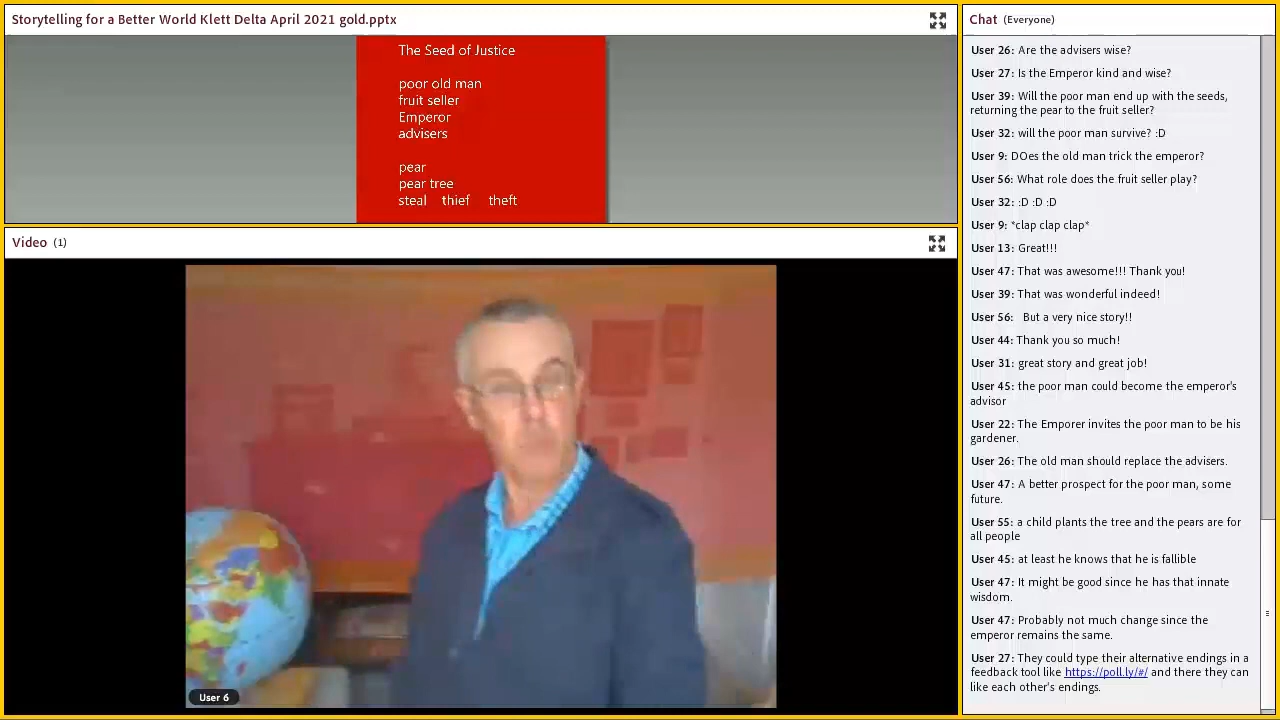 Storytelling for a Better World Klett Delta April 2021 gold.pptx
The Seed of Justice
poor old man
fruit seller
Emperor
advisers
pear
pear tree
steal thief theft
Video (1)
User 6
Chat (Everyone)
User 26: Are the advisers wise?
User 27: Is the Emperor kind and wise?
User 39: Will the poor man end up with the seeds,
returning the pear to the fruit seller?
User 32: will the poor man survive? :D
User 9: DOes the old man trick the emperor?
User 56: What role does the fruit seller play?
User 32: :D :D :D
User 9: *clap clap clap*
User 13: Great!!!
User 47: That was awesome!!! Thank you!
User 39: That was wonderful indeed!
User 56: But a very nice story!!
User 44: Thank you so much!
User 31: great story and great job!
User 45: the poor man could become the emperor's
advisor
User 22: The Emporer invites the poor man to be his
gardener.
User 26: The old man should replace the advisers.
User 47: A better prospect for the poor man, some
future.
User 55: a child plants the tree and the pears are for
all people
User 45: at least he knows that he is fallible
User 47: It might be good since he has that innate
wisdom.
User 47: Probably not much change since the
emperor remains the same.
User 27: They could type their alternative endings in a
feedback tool like https://poll.ly/#/ and there they can
like each other's endings.